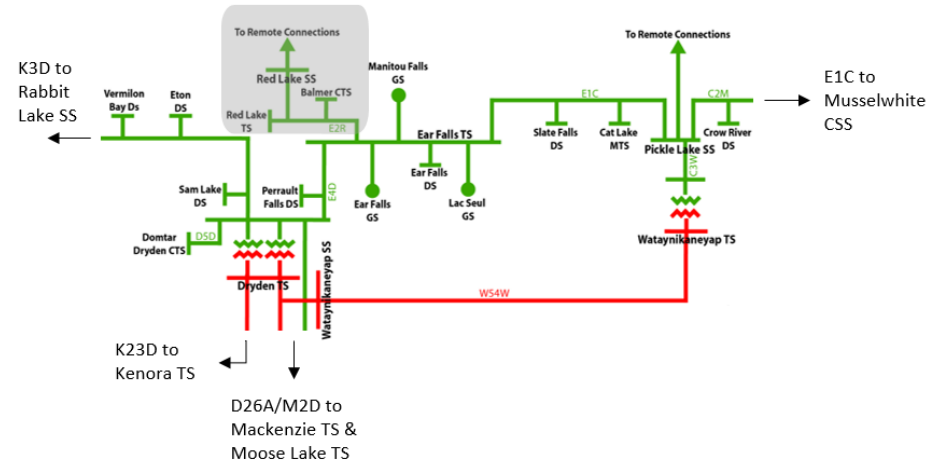 To Remote Connections
Red Lake SS
Balmer CTS
Red Lake
TS
E2R
K3D to
Rabbit
Lake SS
Vermilon
Bay Ds
Eton
DS
Manitou Falls
GS
Ear Falls TS
E1C
Slate Falls
DS
Cat Lake
MTS
To Remote Connections
C2M
Pickle Lake SS
Crow River
DS
E1C to
Musselwhite
CSS
C3W
Sam Lake
DS
Perrault
Falls DS
E4D
Ear Falls
GS
Ear Falls
DS
Lac Seul
GS
Domtar
Dryden CTS
D5D
Dryden TS
Wataynikaneyap SS
W54W
Wataynikaneyap TS
K23D to
Kenora TS
D26A/M2D to
Mackenzie TS &
Moose Lake TS